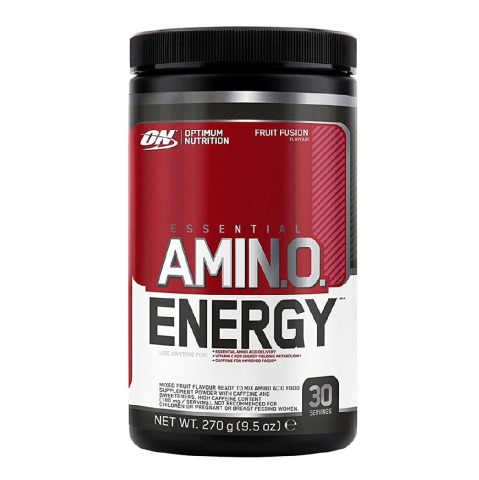 ON OPTIMUM NUTRITION
FRUIT FUSION
FLAVOUR
ESSENTIAL
AMIN.O.
ENERGY
USE ANYTIME FOR:
• ESSENTIAL AMINO ACID DELIVERY
• VITAMIN C FOR ENERGY-YIELDING METABOLISM •
• CAFFEINE FOR IMPROVED FOCUS •
MIXED FRUIT FLAVOUR READY TO MIX AMINO ACID FOOD
SUPPLEMENT POWDER WITH CAFFEINE AND
SWEETENERS. HIGH CAFFEINE CONTENT
(100 mg / SERVING). NOT RECOMMENDED FOR
CHILDREN OR PREGNANT OR BREAST FEEDING WOMEN.
30
SERVINGS
NET WT. 270 g (9.5 oz) ℮